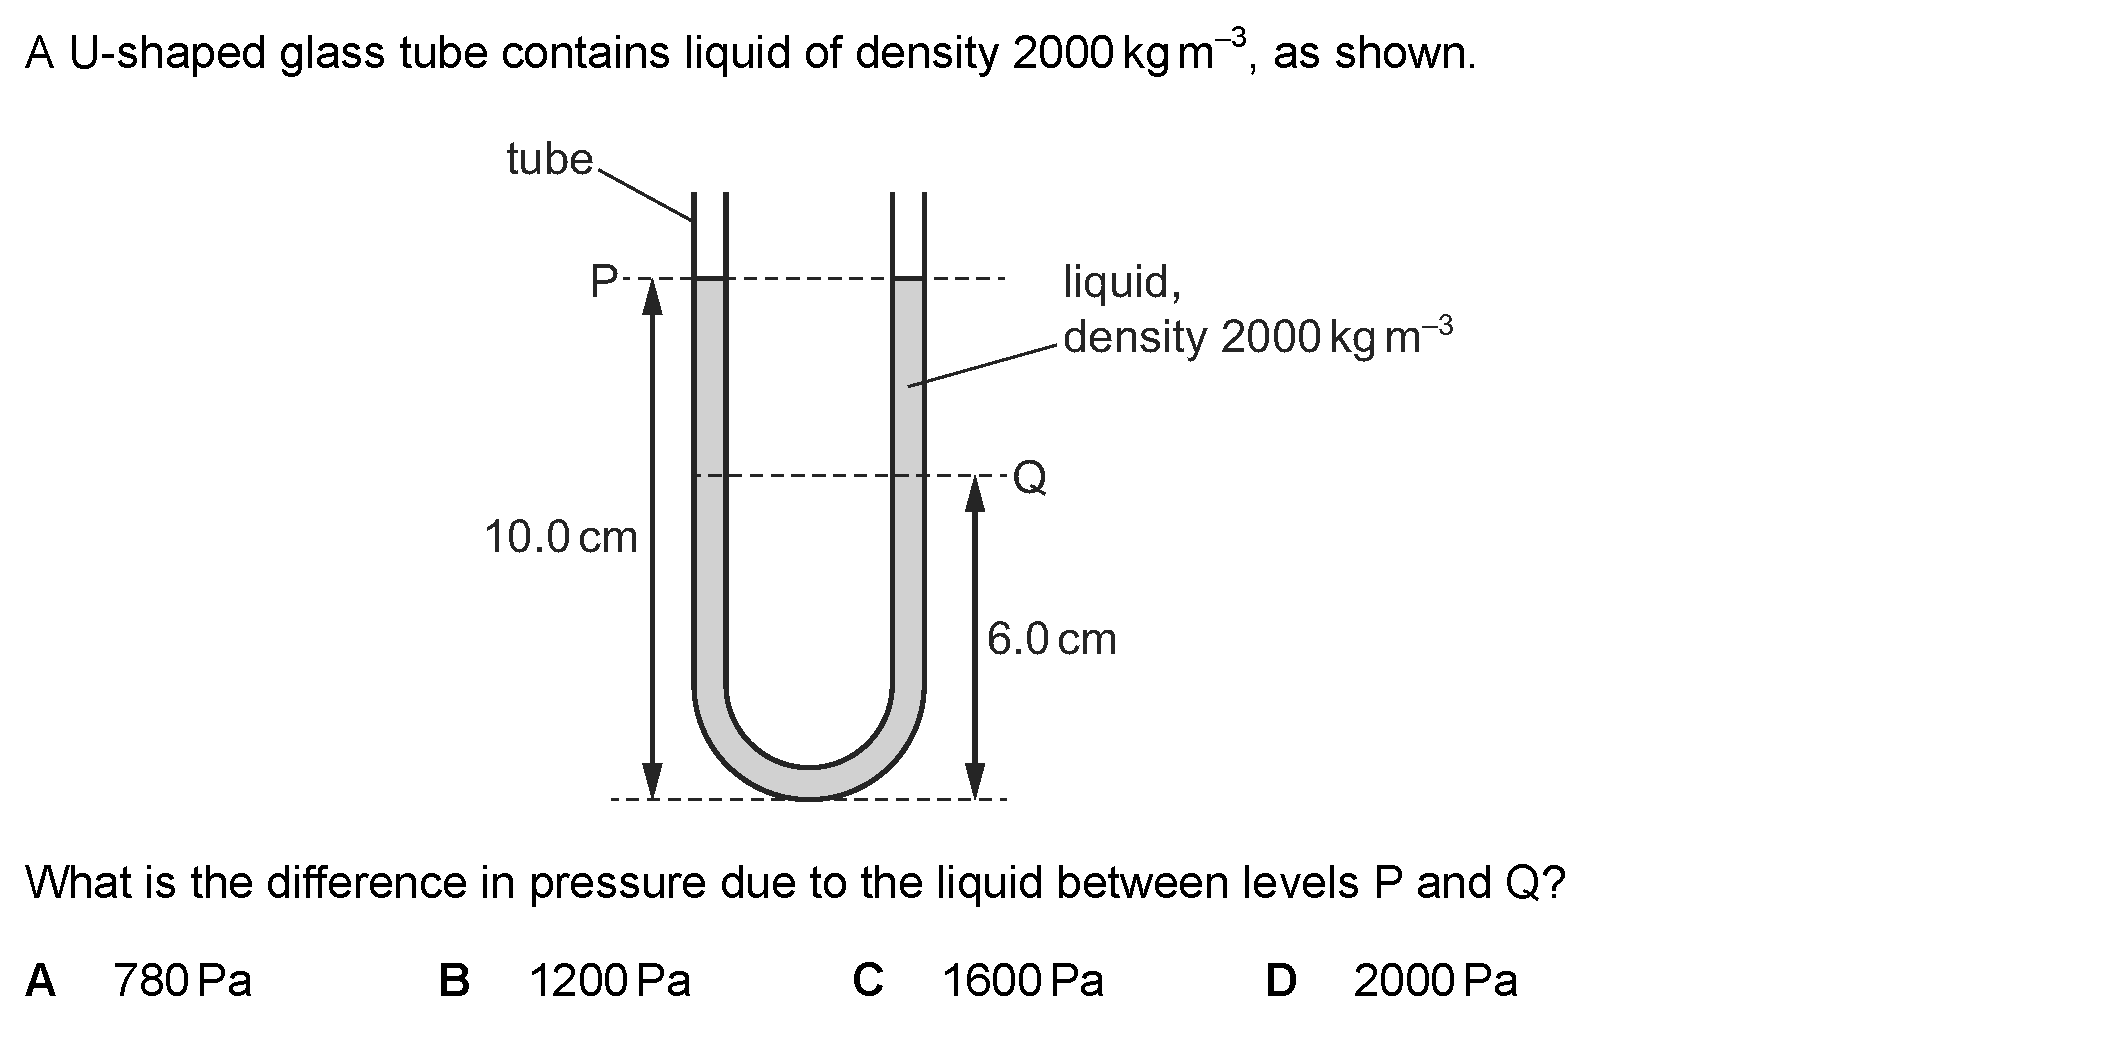 A U-shaped glass tube contains liquid of density 2000 kg m⁻³, as shown.
tube
P
liquid,
density 2000 kg m⁻³
Q
10.0 cm
6.0 cm
What is the difference in pressure due to the liquid between levels P and Q?
A 780 Pa B 1200 Pa C 1600 Pa D 2000 Pa